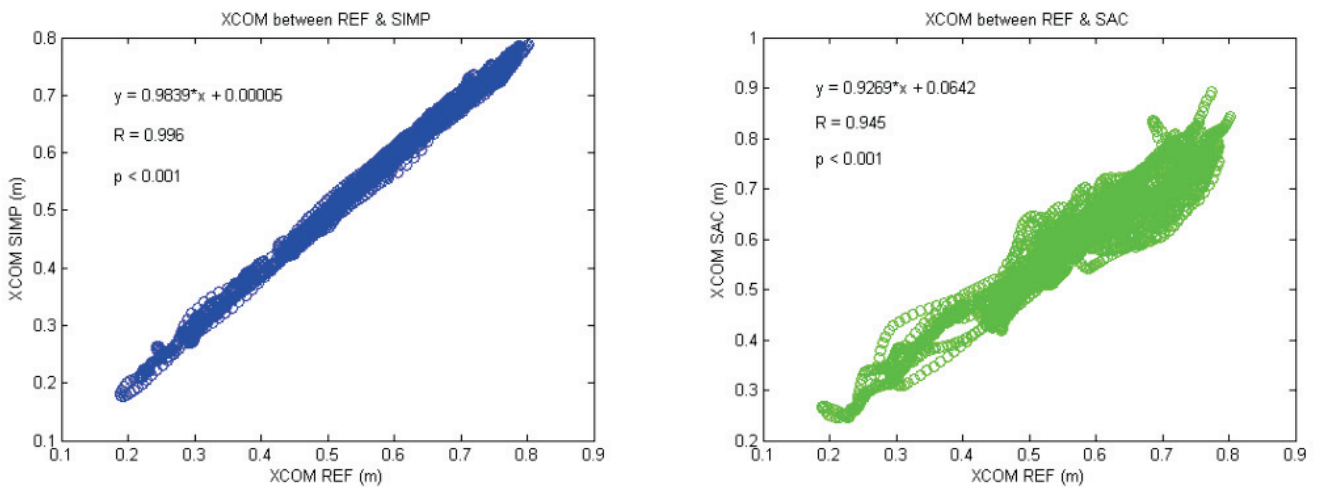 XCOM between REF & SIMP
0.8
0.7
0.6
0.5
0.4
0.3
0.2
0.1
XCOM SIMP (m)
y = 0.9839*x + 0.00005
R = 0.996
p < 0.001
0.1 0.2 0.3 0.4 0.5 0.6 0.7 0.8 0.9
XCOM REF (m)
XCOM between REF & SAC
1
0.9
0.8
0.7
0.6
0.5
0.4
0.3
0.2
XCOM SAC (m)
y = 0.9269*x + 0.0642
R = 0.945
p < 0.001
0.1 0.2 0.3 0.4 0.5 0.6 0.7 0.8 0.9
XCOM REF (m)